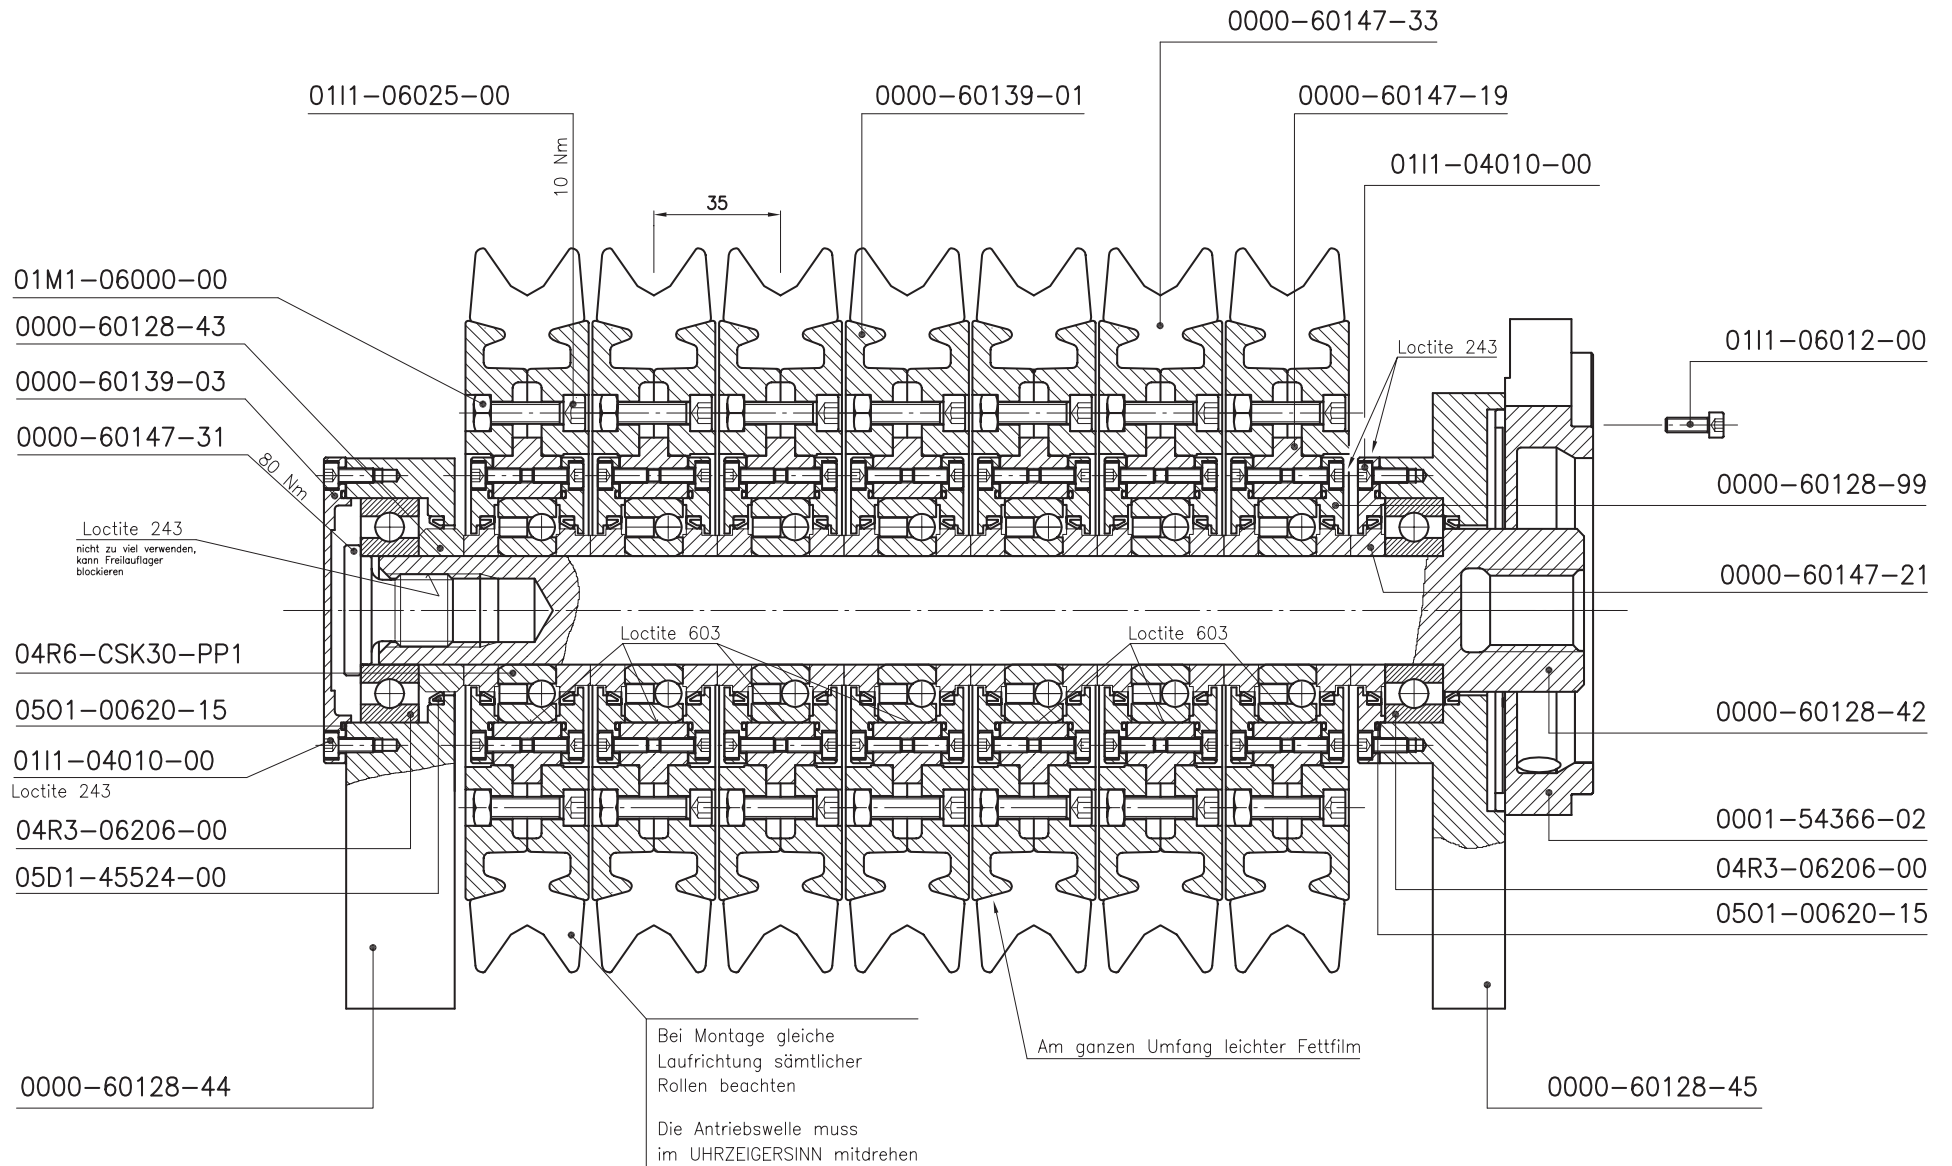 0000-60147-33
01I1-06025-00
0000-60139-01
0000-60147-19
10 Nm
01I1-04010-00
35
01M1-06000-00
0000-60128-43
0000-60139-03
0000-60147-31
80 Nm
Loctite 243
nicht zu viel verwenden,
kann Freilauflager
blockieren
Loctite 243
01I1-06012-00
0000-60128-99
0000-60147-21
Loctite 603
Loctite 603
04R6-CSK30-PP1
05O1-00620-15
01I1-04010-00
Loctite 243
04R3-06206-00
05D1-45524-00
0000-60128-42
0001-54366-02
04R3-06206-00
05O1-00620-15
0000-60128-44
Bei Montage gleiche
Laufrichtung sämtlicher
Rollen beachten
Die Antriebswelle muss
im UHRZEIGERSINN mitdrehen
Am ganzen Umfang leichter Fettfilm
0000-60128-45